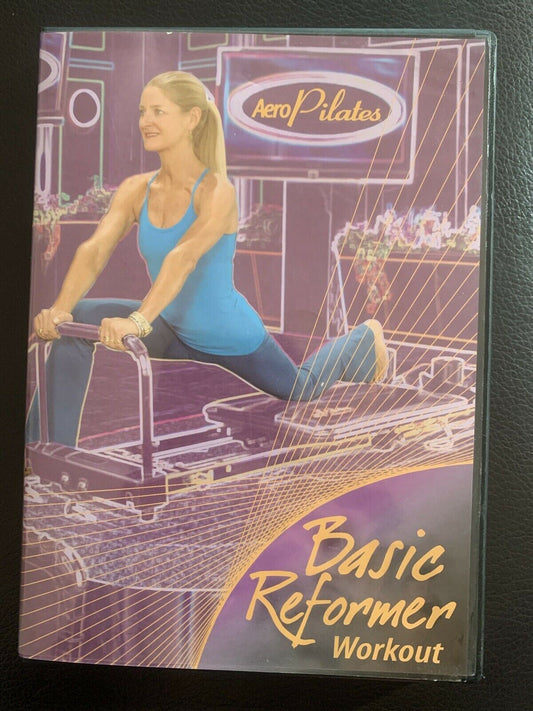 AeroPilates
Basic
Reformer
Workout